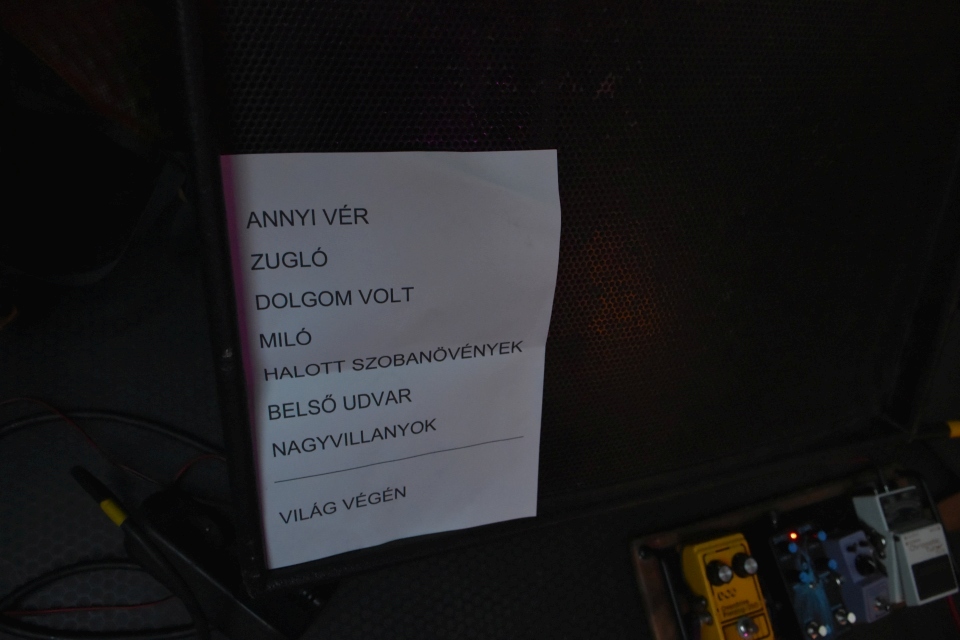 ANNYI VÉR
ZUGLÓ
DOLGOM VOLT
MILÓ
HALOTT SZOBANÖVÉNYEK
BELSŐ UDVAR
NAGYVILLANYOK
VILÁG VÉGÉN